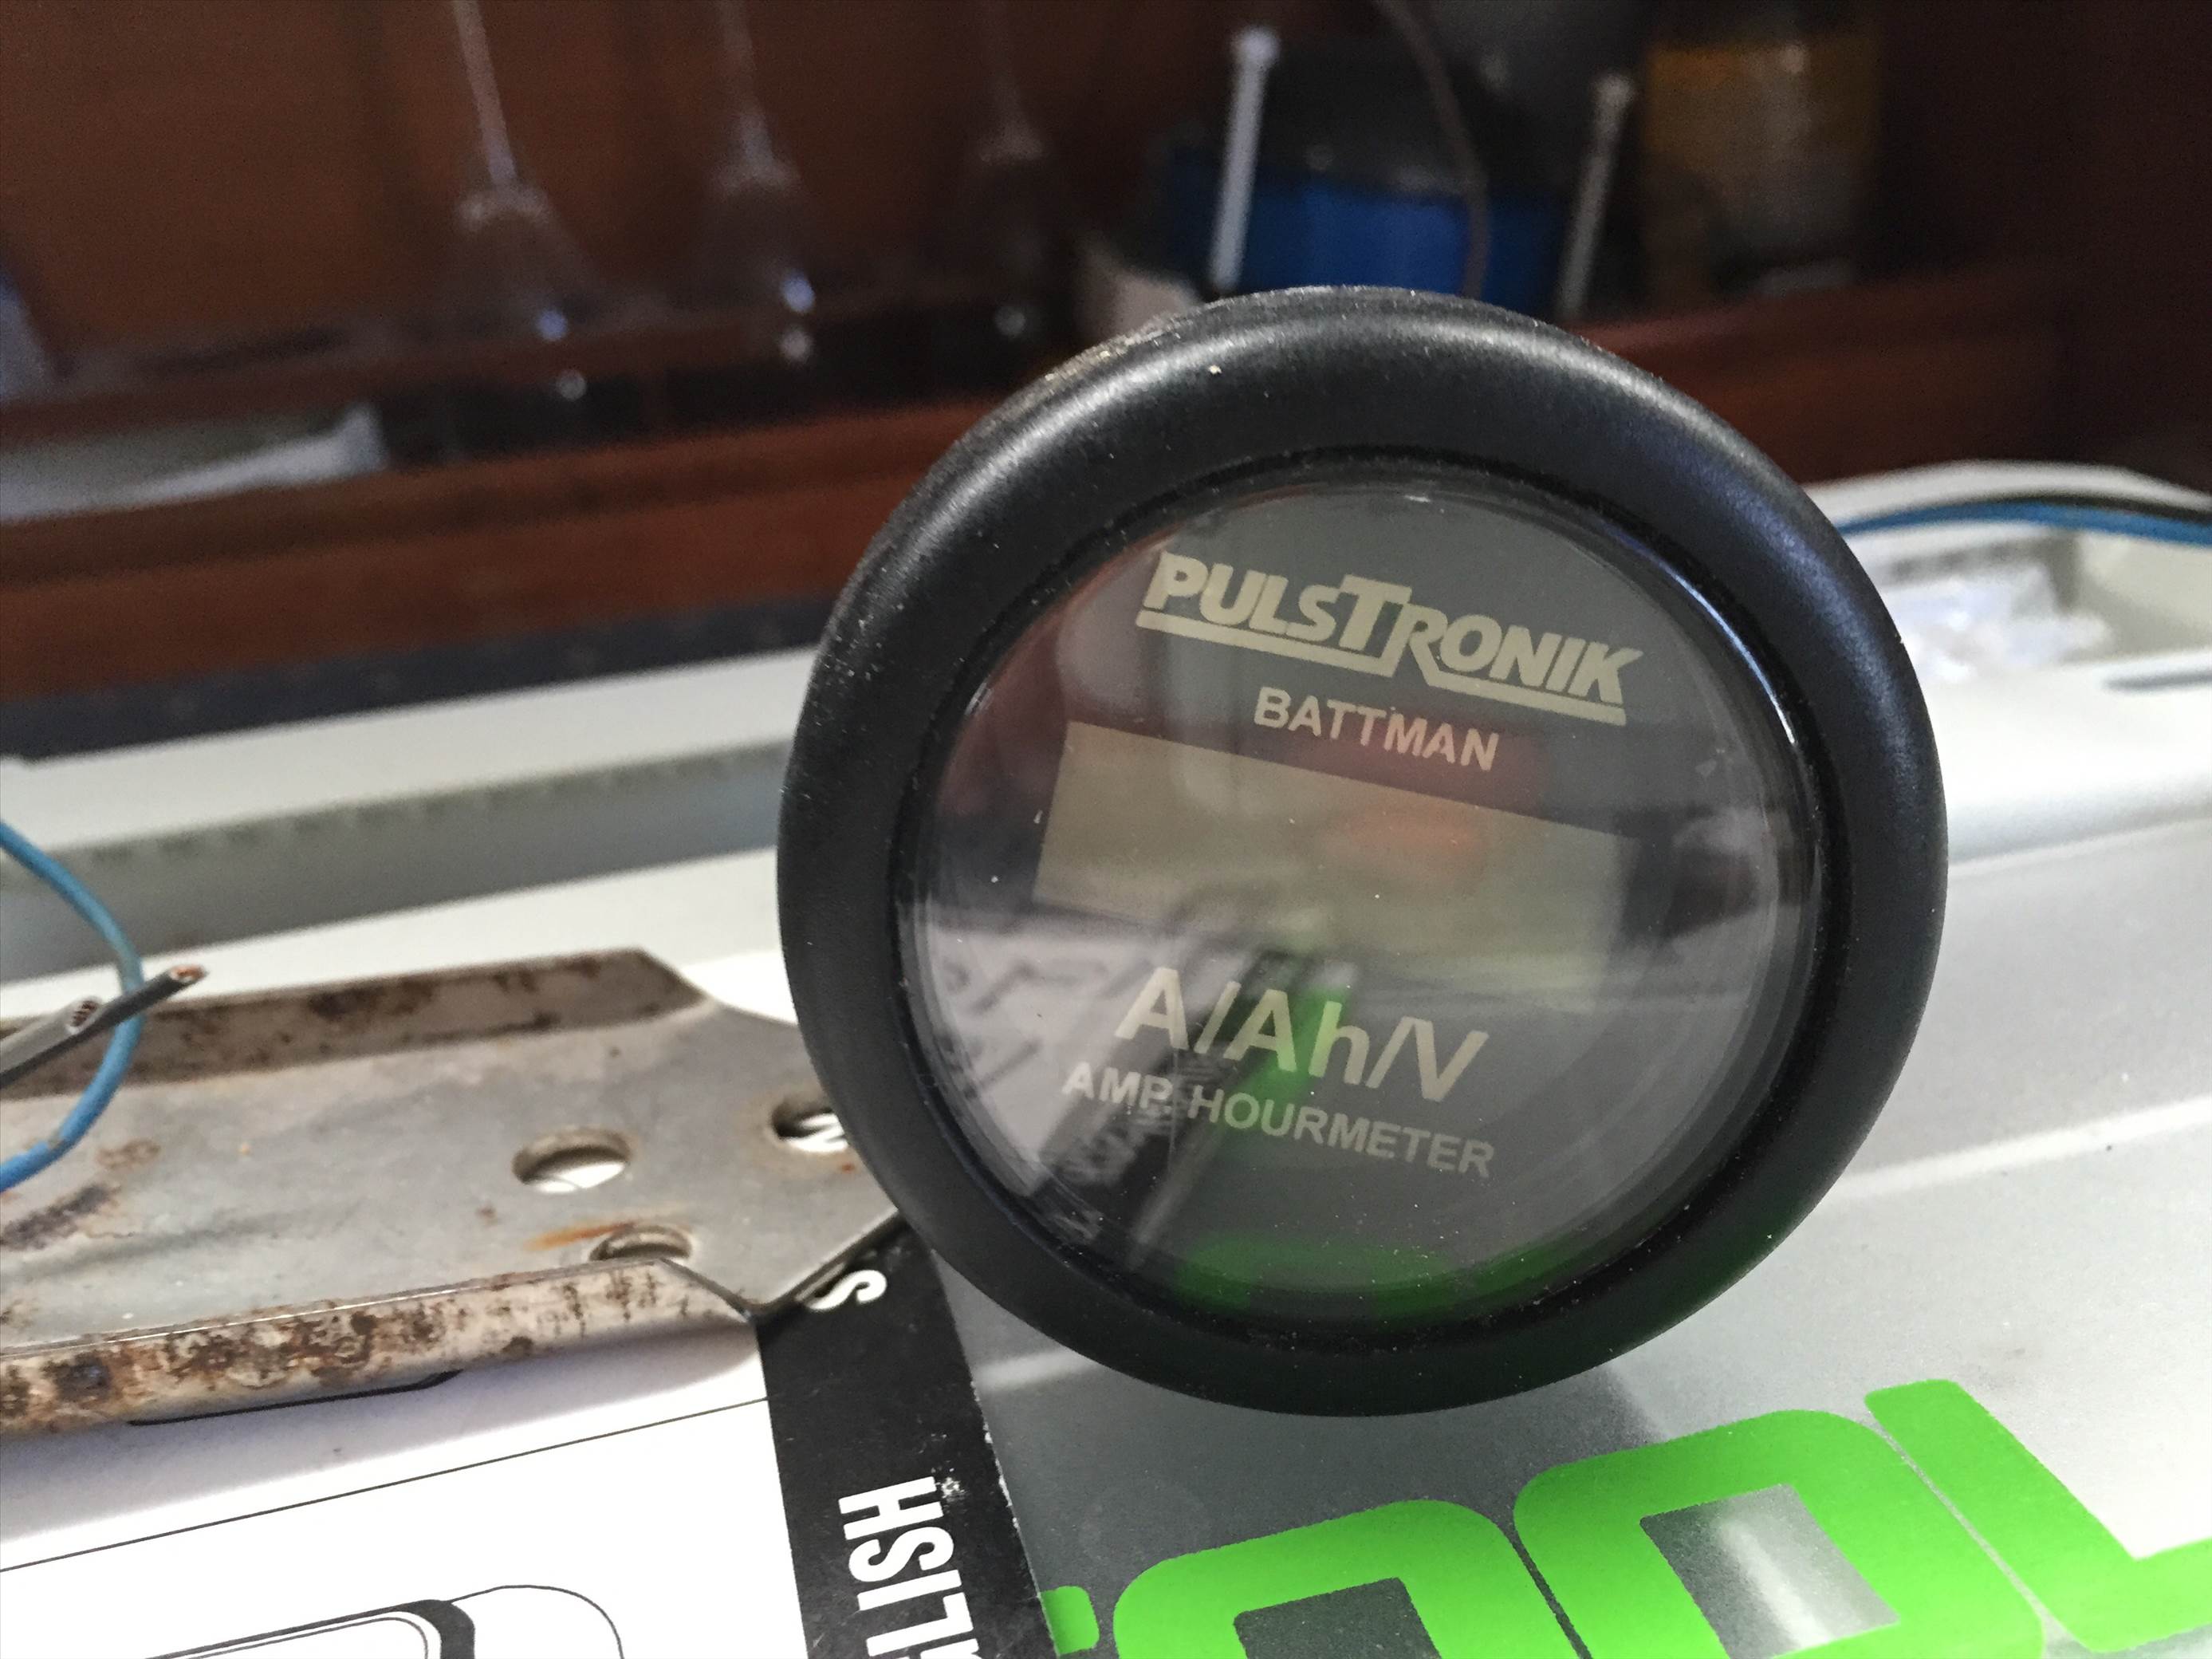 PULSTRONIK
BATTMAN
A/Ah/V
AMP. HOURMETER
S